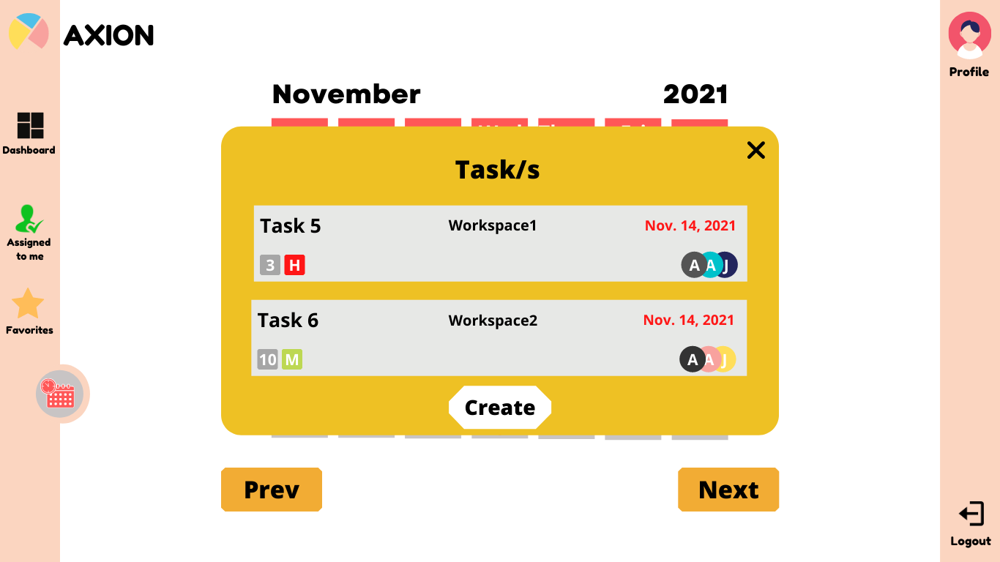 AXION
Profile
November 2021
Dashboard
Task/s
Task 5 Workspace1 Nov. 14, 2021
3 H A A J
Assigned
to me
Task 6 Workspace2 Nov. 14, 2021
10 M A A J
Favorites
Create
Prev Next
Logout